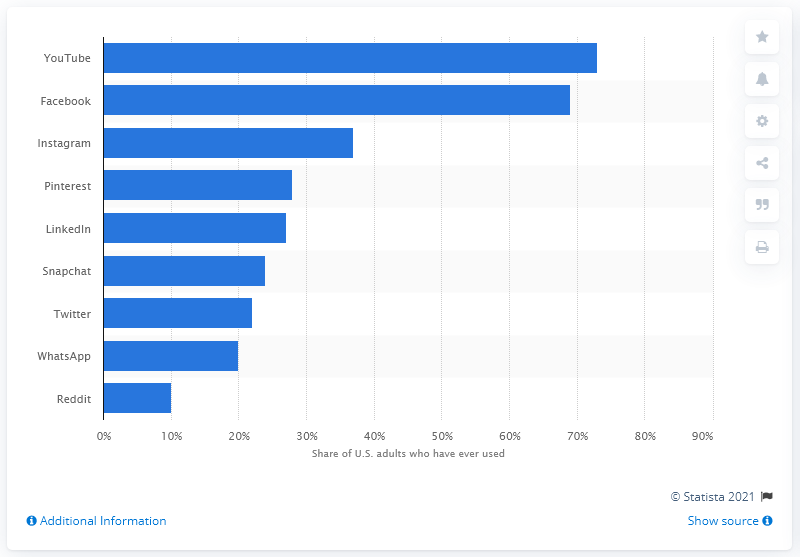 YouTube
Facebook
Instagram
Pinterest
LinkedIn
Snapchat
Twitter
WhatsApp
Reddit
0% 10% 20% 30% 40% 50% 60% 70% 80% 90%
Share of U.S. adults who have ever used
© Statista 2021
Additional Information
Show source